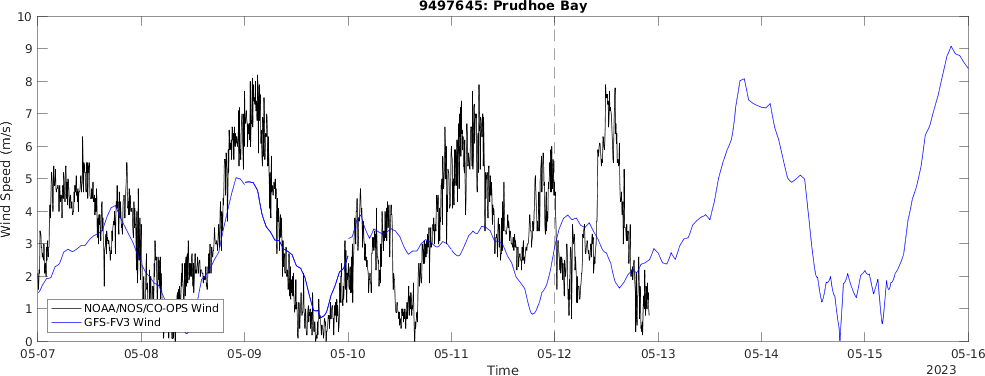 9497645: Prudhoe Bay
Wind Speed (m/s)
10
9
8
7
6
5
4
3
2
1
0
NOAA/NOS/CO-OPS Wind
GFS-FV3 Wind
05-07 05-08 05-09 05-10 05-11 05-12 05-13 05-14 05-15 05-16
Time
2023